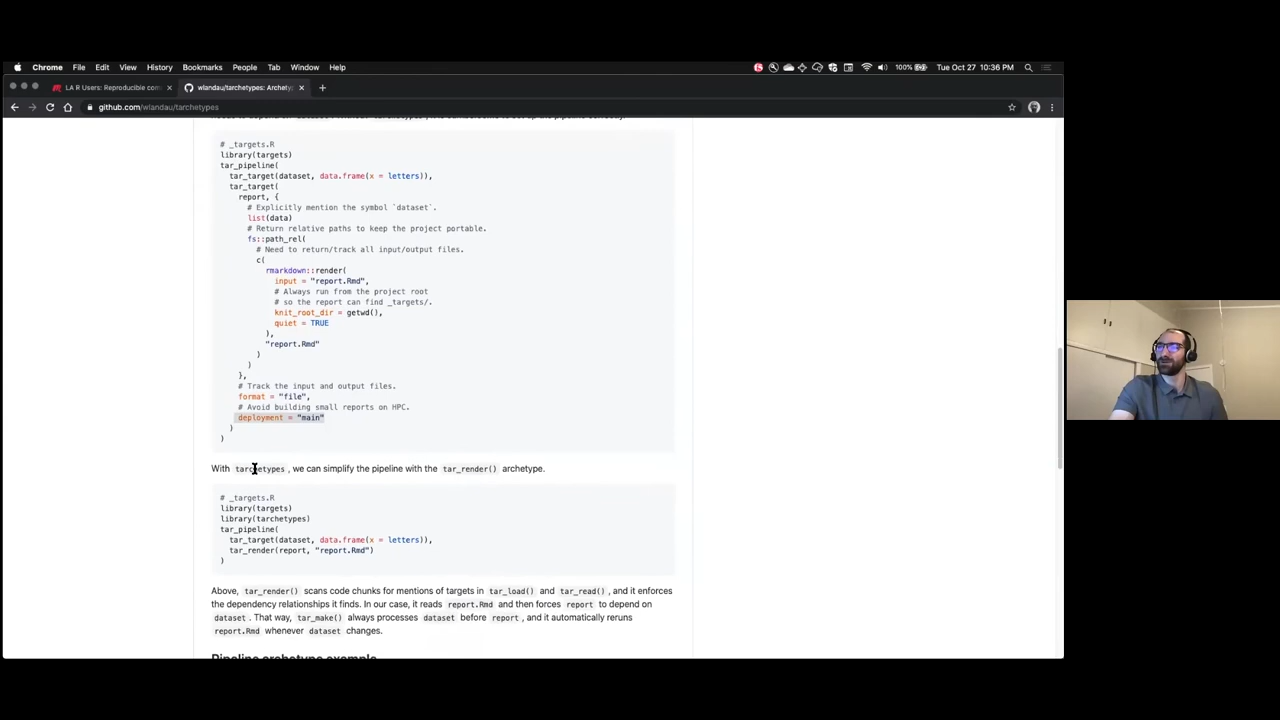 Chrome File Edit View History Bookmarks People Tab Window Help 100% Tue Oct 27 10:36 PM
LA R Users: Reproducible com × wlandau/tarchetypes: Archety × +
github.com/wlandau/tarchetypes
# _targets.R
library(targets)
tar_pipeline(
tar_target(dataset, data.frame(x = letters)),
tar_target(
report, {
# Explicitly mention the symbol `dataset`.
list(data)
# Return relative paths to keep the project portable.
fs::path_rel(
# Need to return/track all input/output files.
c(
rmarkdown::render(
input = "report.Rmd",
# Always run from the project root
# so the report can find _targets/.
knit_root_dir = getwd(),
quiet = TRUE
),
"report.Rmd"
)
)
},
# Track the input and output files.
format = "file",
# Avoid building small reports on HPC.
deployment = "main"
)
)
With tarchetypes, we can simplify the pipeline with the tar_render() archetype.
# _targets.R
library(targets)
library(tarchetypes)
tar_pipeline(
tar_target(dataset, data.frame(x = letters)),
tar_render(report, "report.Rmd")
)
Above, tar_render() scans code chunks for mentions of targets in tar_load() and tar_read(), and it enforces
the dependency relationships it finds. In our case, it reads report.Rmd and then forces report to depend on
dataset. That way, tar_make() always processes dataset before report, and it automatically reruns
report.Rmd whenever dataset changes.
Pipeline archetype example